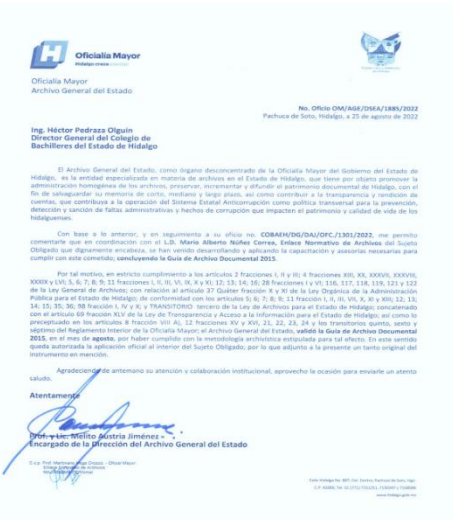 Oficialía Mayor
Hidalgo crece contigo
Oficialía Mayor
Archivo General del Estado
No. Oficio OM/AGE/DSEA/1885/2022
Pachuca de Soto, Hidalgo, a 25 de agosto de 2022
Ing. Héctor Pedraza Olguín
Director General del Colegio de
Bachilleres del Estado de Hidalgo
El Archivo General del Estado, como órgano desconcentrado de la Oficialía Mayor del Gobierno del Estado de
Hidalgo, es la entidad especializada en materia de archivos en el Estado de Hidalgo, que tiene por objeto promover la
administración homogénea de los archivos, preservar, incrementar y difundir el patrimonio documental de Hidalgo, con el
fin de salvaguardar su memoria de corto, mediano y largo plazo, así como contribuir a la transparencia y rendición de
cuentas, que contribuya a la operación del Sistema Estatal Anticorrupción como política transversal para la prevención,
detección y sanción de faltas administrativas y hechos de corrupción que impacten el patrimonio y calidad de vida de los
hidalguenses.
Con base a lo anterior, y en seguimiento a su oficio no. COBAEH/DG/DAJ/OFC./1301/2022, me permito
comentarle que en coordinación con el L.D. Mario Alberto Núñez Correa, Enlace Normativo de Archivos del Sujeto
Obligado que dignamente encabeza, se han venido desarrollando y aplicando la capacitación y asesorías necesarias para
cumplir con este cometido, concluyendo la Guía de Archivo Documental 2015.
Por tal motivo, en estricto cumplimiento a los artículos 2 fracciones I, II y III; 4 fracciones XIII, XX, XXXVII, XXXVIII,
XXXIX y LVI; 5, 6; 7; 8; 9; 11 fracciones I, II, III, VI, IX, X y XI; 12; 13; 14; 16; 28 fracciones I y VI; 116, 117, 118, 119, 121 y 122
de la Ley General de Archivos; con relación al artículo 37 Quáter fracción II y XI de la Ley Orgánica de la Administración
Pública para el Estado de Hidalgo; de conformidad con los artículos 5; 6; 7; 8; 9; 11 fracción I, II, III, VII, X, XI y XIII; 12; 13;
14; 15; 35; 36; 98 fracción I, IV y X; y TRANSITORIO tercero de la Ley de Archivos para el Estado de Hidalgo; concatenado
con el artículo 69 fracción XLV de la Ley de Transparencia y Acceso a la Información para el Estado de Hidalgo; así como lo
preceptuado en los artículos 8 fracción VIII A), 12 fracciones XV y XVI, 21, 22, 23, 24 y los transitorios quinto, sexto y
séptimo del Reglamento Interior de la Oficialía Mayor; el Archivo General del Estado, validó la Guía de Archivo Documental
2015, en el mes de agosto, por haber cumplido con la metodología archivística estipulada para tal efecto. En este sentido
queda autorizada la aplicación oficial al interior del Sujeto Obligado, por lo que adjunto a la presente un tanto original del
instrumento en mención.
Agradeciendo de antemano su atención y colaboración institucional, aprovecho la ocasión para enviarle un atento
saludo.
Atentamente
Prof. y Lic. Melito Austria Jiménez
Encargado de la Dirección del Archivo General del Estado
C.c.p. Prof. Martiniano Vega Orozco. - Oficial Mayor
www.hidalgo.gob.mx